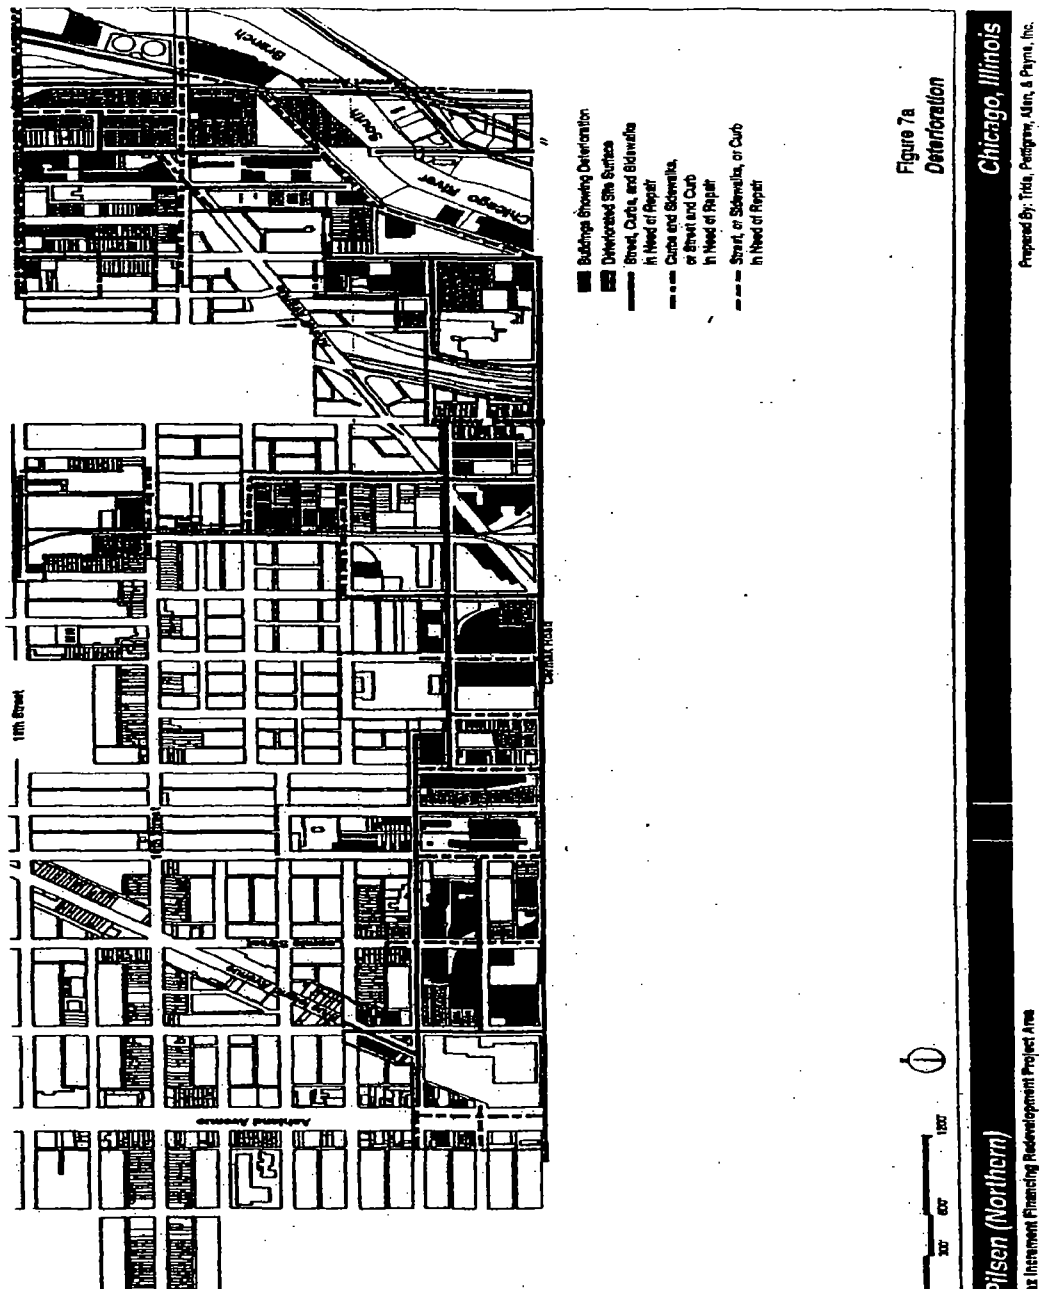 18th Street
16th Street
Ashland Avenue
Avenue
Cermak Road
South
Branch
Chicago River
Buildings Showing Deterioration
Deteriorated Site Surface
Street, Curbs, and Sidewalks
in Need of Repair
Curbs and Sidewalks,
or Street and Curb
in Need of Repair
Street, or Sidewalks, or Curb
in Need of Repair
Figure 7a
Deterioration
300'
600'
1200'
Pilsen (Northern)
Chicago, Illinois
Tax Increment Financing Redevelopment Project Area
Prepared By: Trkla, Pettigrew, Allen, & Payne, Inc.